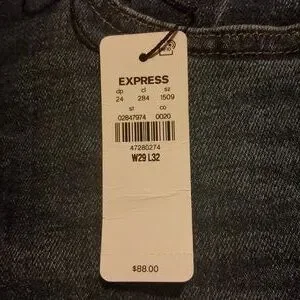 EXPRESS
dp cl sz
24 284 1509
st co
02847974 0020
47280274
W29 L32
$88.00